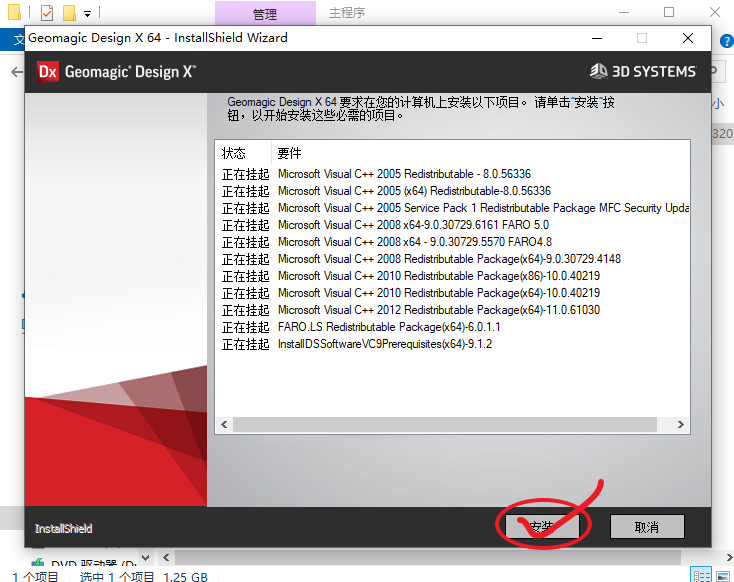 管理
主程序
文
Geomagic Design X 64 - InstallShield Wizard
Dx Geomagic® Design X™
3D SYSTEMS
小
320
Geomagic Design X 64 要求在您的计算机上安装以下项目。 请单击“安装”按
钮，以开始安装这些必需的项目。
状态 要件
正在挂起 Microsoft Visual C++ 2005 Redistributable - 8.0.56336
正在挂起 Microsoft Visual C++ 2005 (x64) Redistributable-8.0.56336
正在挂起 Microsoft Visual C++ 2005 Service Pack 1 Redistributable Package MFC Security Upda
正在挂起 Microsoft Visual C++ 2008 x64-9.0.30729.6161 FARO 5.0
正在挂起 Microsoft Visual C++ 2008 x64 - 9.0.30729.5570 FARO4.8
正在挂起 Microsoft Visual C++ 2008 Redistributable Package(x64)-9.0.30729.4148
正在挂起 Microsoft Visual C++ 2010 Redistributable Package(x86)-10.0.40219
正在挂起 Microsoft Visual C++ 2010 Redistributable Package(x64)-10.0.40219
正在挂起 Microsoft Visual C++ 2012 Redistributable Package(x64)-11.0.61030
正在挂起 FARO.LS Redistributable Package(x64)-6.0.1.1
正在挂起 InstallDSSoftwareVC9Prerequisites(x64)-9.1.2
InstallShield
安装
取消
DVD 驱动器 (D:
1 个项目 选中 1 个项目 1.25 GB